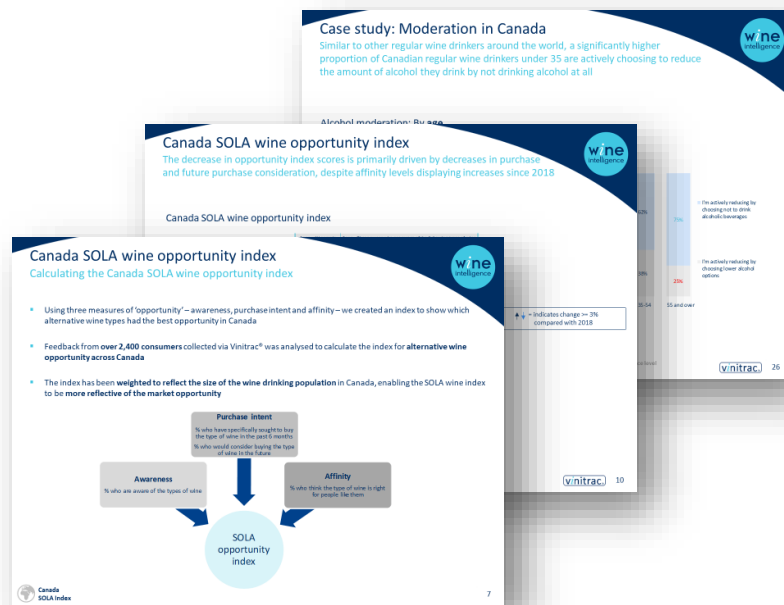 Case study: Moderation in Canada
Similar to other regular wine drinkers around the world, a significantly higher
proportion of Canadian regular wine drinkers under 35 are actively choosing to reduce
the amount of alcohol they drink by not drinking alcohol at all
wine
intelligence
Alcohol moderation: By age
I'm actively reducing by
choosing not to drink
alcoholic beverages
I'm actively reducing by
choosing lower alcohol
options
25%
55 and over
vinitrac. 26
Canada SOLA wine opportunity index
The decrease in opportunity index scores is primarily driven by decreases in purchase
and future purchase consideration, despite affinity levels displaying increases since 2018
wine
intelligence
Canada SOLA wine opportunity index
= indicates change >= 3%
compared with 2018
vinitrac. 10
Canada SOLA wine opportunity index
Calculating the Canada SOLA wine opportunity index
wine
intelligence
Using three measures of 'opportunity' – awareness, purchase intent and affinity – we created an index to show which
alternative wine types had the best opportunity in Canada
Feedback from over 2,400 consumers collected via Vinitrac® was analysed to calculate the index for alternative wine
opportunity across Canada
The index has been weighted to reflect the size of the wine drinking population in Canada, enabling the SOLA wine index
to be more reflective of the market opportunity
Purchase intent
% who have specifically sought to buy
the type of wine in the past 6 months
% who would consider buying the type
of wine in the future
Awareness
% who are aware of the types of wine
Affinity
% who think the type of wine is right
for people like them
SOLA
opportunity
index
Canada
SOLA Index
7